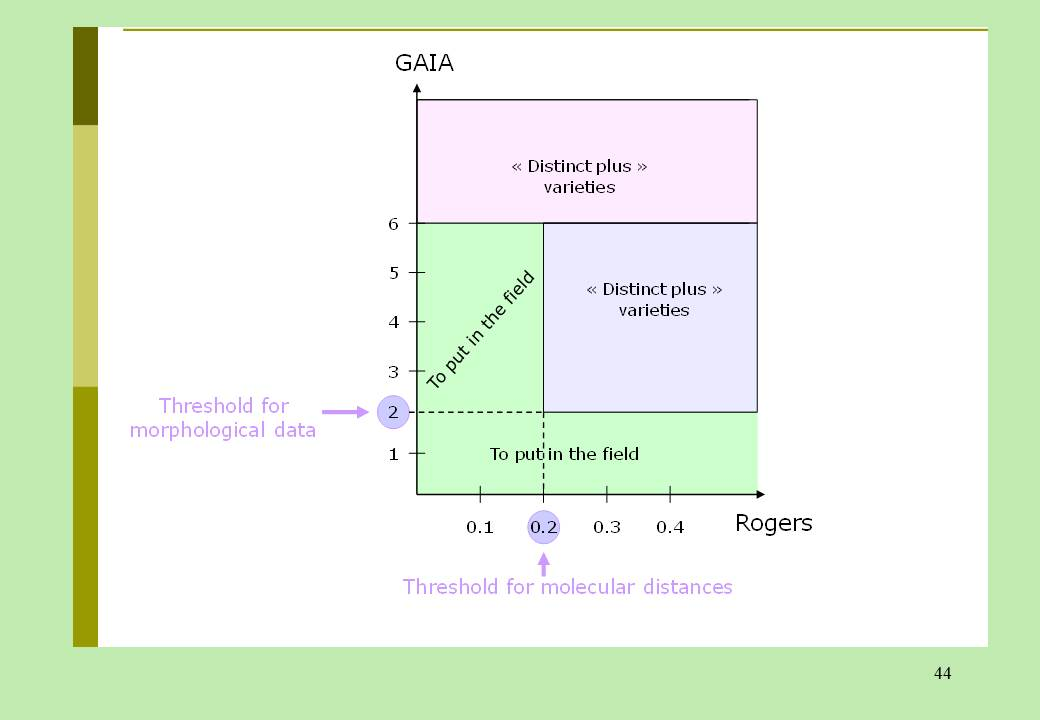 GAIA
« Distinct plus »
varieties
6
5
4
3
2
1
« Distinct plus »
varieties
To put in the field
Threshold for
morphological data
To put in the field
0.1
0.2
0.3
0.4
Rogers
Threshold for molecular distances
44